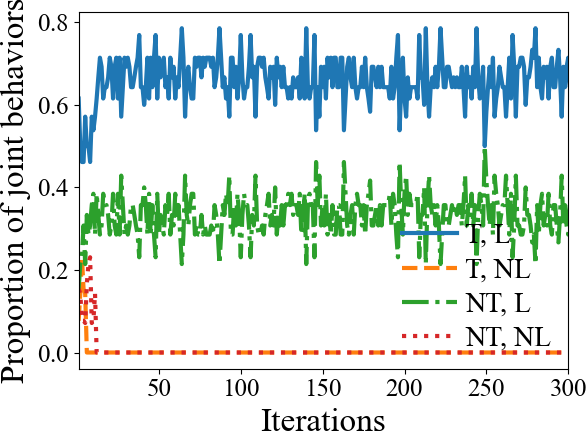 Proportion of joint behaviors
0.8
0.6
0.4
0.2
0.0
T, L
T, NL
NT, L
NT, NL
50
100
150
200
250
300
Iterations